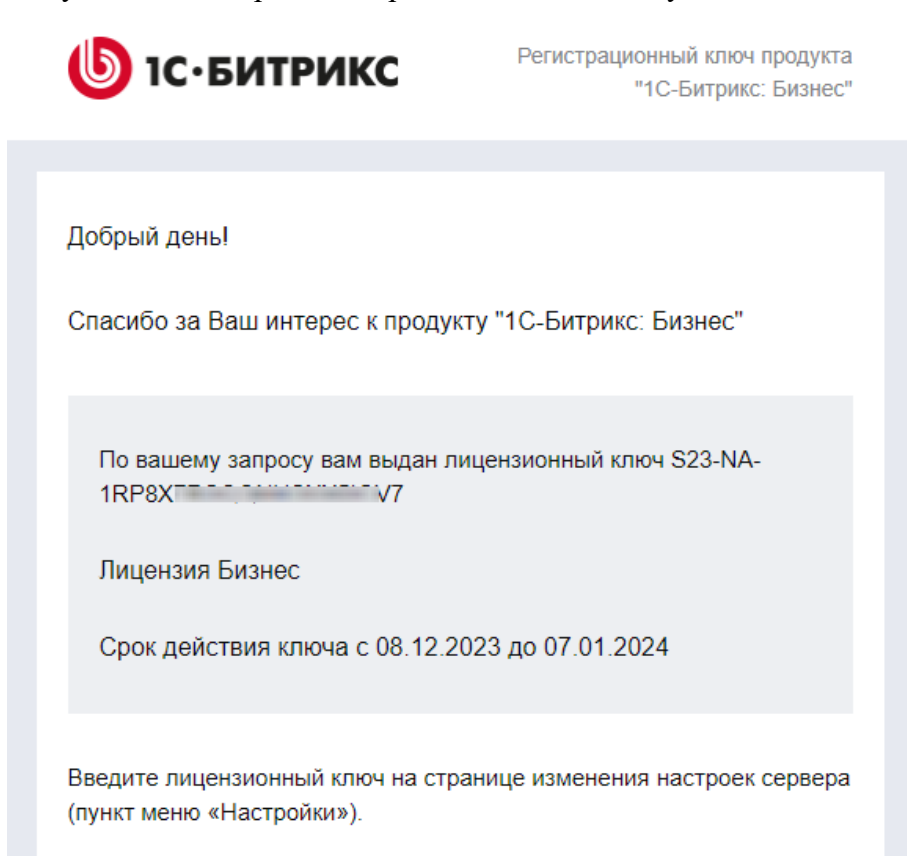 1С·БИТРИКС
Регистрационный ключ продукта
"1С-Битрикс: Бизнес"
Добрый день!
Спасибо за Ваш интерес к продукту "1С-Битрикс: Бизнес"
По вашему запросу вам выдан лицензионный ключ S23-NA-
Лицензия Бизнес
Срок действия ключа с 08.12.2023 до 07.01.2024
Введите лицензионный ключ на странице изменения настроек сервера
(пункт меню «Настройки»).